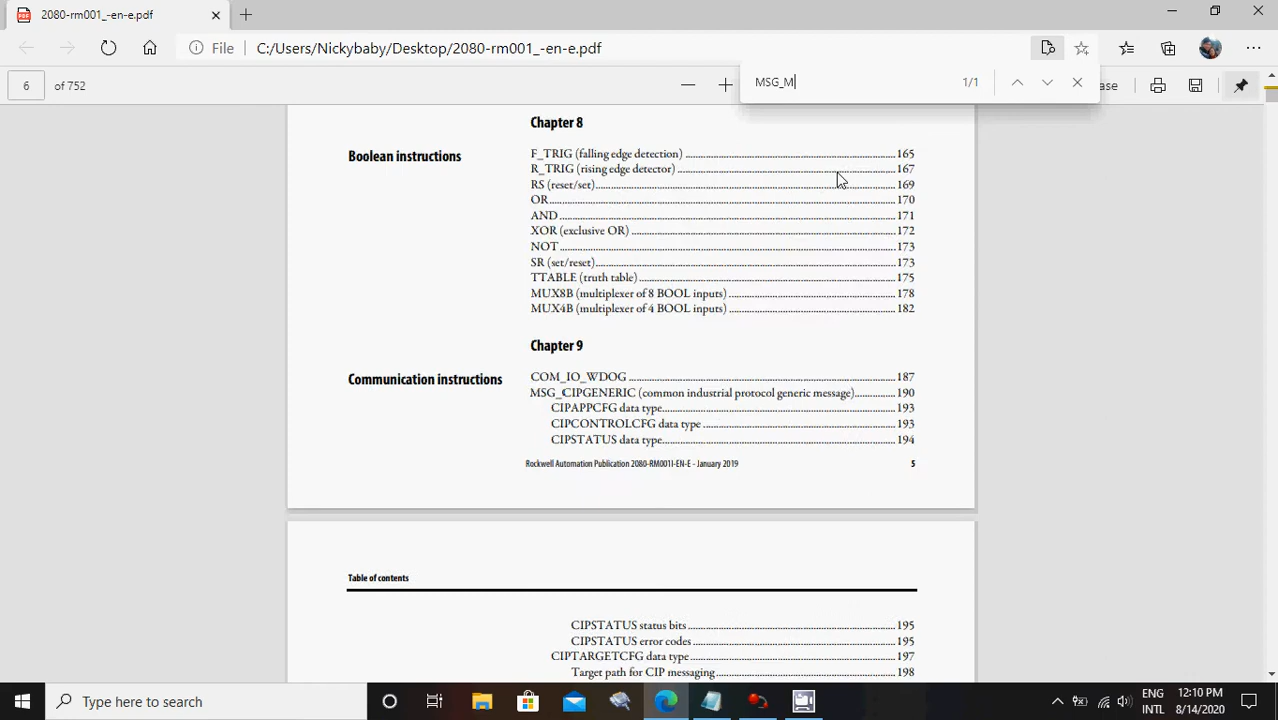 2080-rm001_-en-e.pdf
File C:/Users/Nickybaby/Desktop/2080-rm001_-en-e.pdf
6 of 752
MSG_M 1/1
ase
Chapter 8
Boolean instructions
F_TRIG (falling edge detection) 165
R_TRIG (rising edge detector) 167
RS (reset/set) 169
OR 170
AND 171
XOR (exclusive OR) 172
NOT 173
SR (set/reset) 173
TTABLE (truth table) 175
MUX8B (multiplexer of 8 BOOL inputs) 178
MUX4B (multiplexer of 4 BOOL inputs) 182
Chapter 9
Communication instructions
COM_IO_WDOG 187
MSG_CIPGENERIC (common industrial protocol generic message) 190
CIPAPPCFG data type 193
CIPCONTROLCFG data type 193
CIPSTATUS data type 194
Rockwell Automation Publication 2080-RM001I-EN-E - January 2019 5
Table of contents
CIPSTATUS status bits 195
CIPSTATUS error codes 195
CIPTARGETCFG data type 197
Target path for CIP messaging 198
Type here to search
ENG
INTL
12:10 PM
8/14/2020